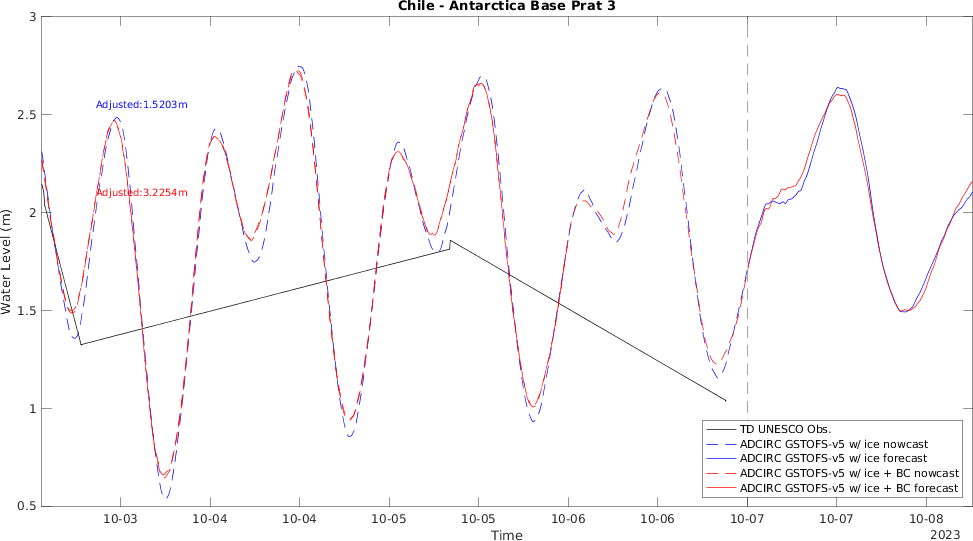 Chile - Antarctica Base Prat 3
3
2.5
2
1.5
1
0.5
Water Level (m)
Adjusted:1.5203m
Adjusted:3.2254m
TD UNESCO Obs.
ADCIRC GSTOFS-v5 w/ ice nowcast
ADCIRC GSTOFS-v5 w/ ice forecast
ADCIRC GSTOFS-v5 w/ ice + BC nowcast
ADCIRC GSTOFS-v5 w/ ice + BC forecast
10-03 10-04 10-04 10-05 10-05 10-06 10-06 10-07 10-07 10-08
2023
Time